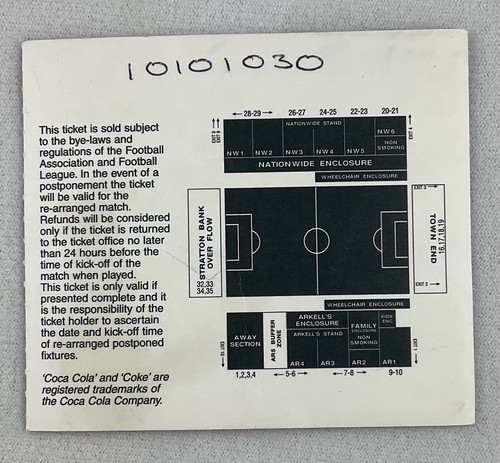 10101030
This ticket is sold subject
to the bye-laws and
regulations of the Football
Association and Football
League. In the event of a
postponement the ticket
will be valid for the
re-arranged match.
Refunds will be considered
only if the ticket is returned
to the ticket office no later
than 24 hours before the
time of kick-off of the
match when played.
This ticket is only valid if
presented complete and it
is the responsibility of the
ticket holder to ascertain
the date and kick-off time
of re-arranged postponed
fixtures.
'Coca Cola' and 'Coke' are
registered trademarks of
the Coca Cola Company.
28-29 26-27 24-25 22-23 20-21
NATIONWIDE STAND
NW6
NW1 NW2 NW3 NW4 NW5
NON
SMOKING
NATIONWIDE ENCLOSURE
WHEELCHAIR ENCLOSURE
STRATTON BANK
OVER FLOW
32,33
34,35
EXIT 3
TOWN END
16,17,18,19
EXIT 2
WHEELCHAIR ENCLOSURE
AWAY
SECTION
AR5 BUFFER
ZONE
ARKELL'S
ENCLOSURE
ARKELL'S STAND
FAMILY
ENCLOSURE
NON
SMOKING
KIDS
ENC
AR4 AR3 AR2 AR1
EXIT 1
1,2,3,4 5-6 7-8 9-10